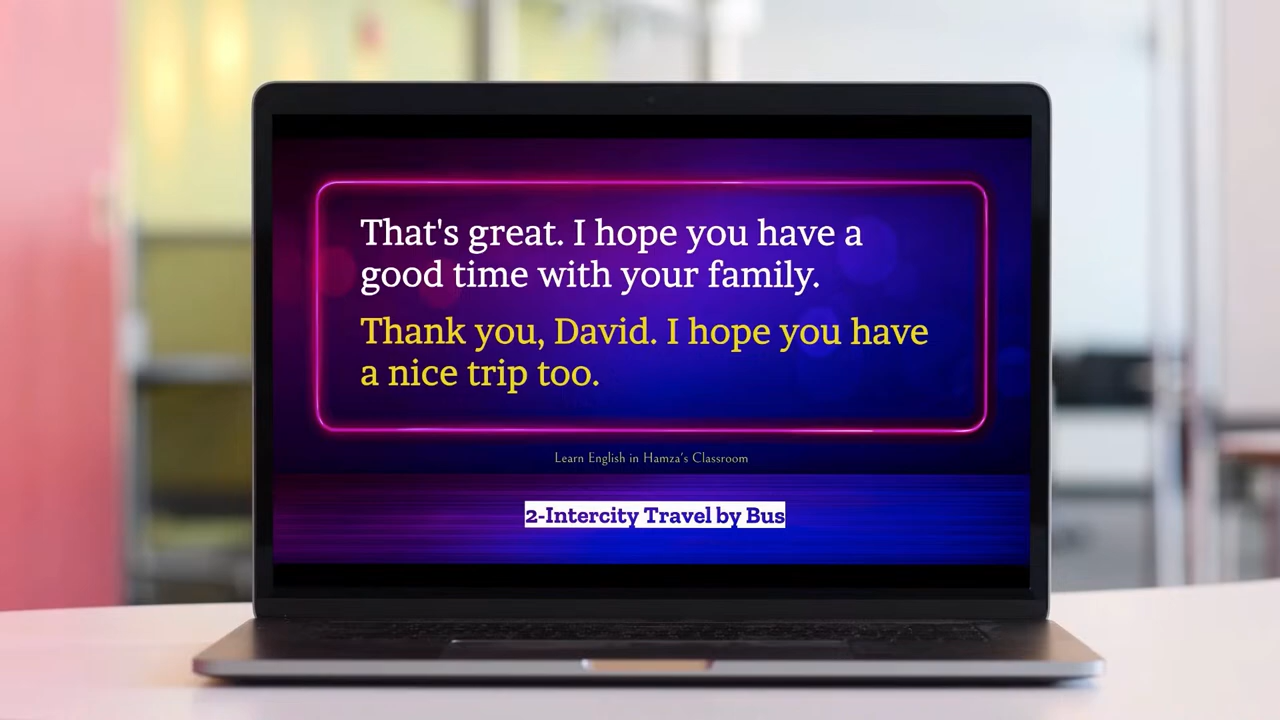 That's great. I hope you have a
good time with your family.
Thank you, David. I hope you have
a nice trip too.
Learn English in Hamza's Classroom
2-Intercity Travel by Bus